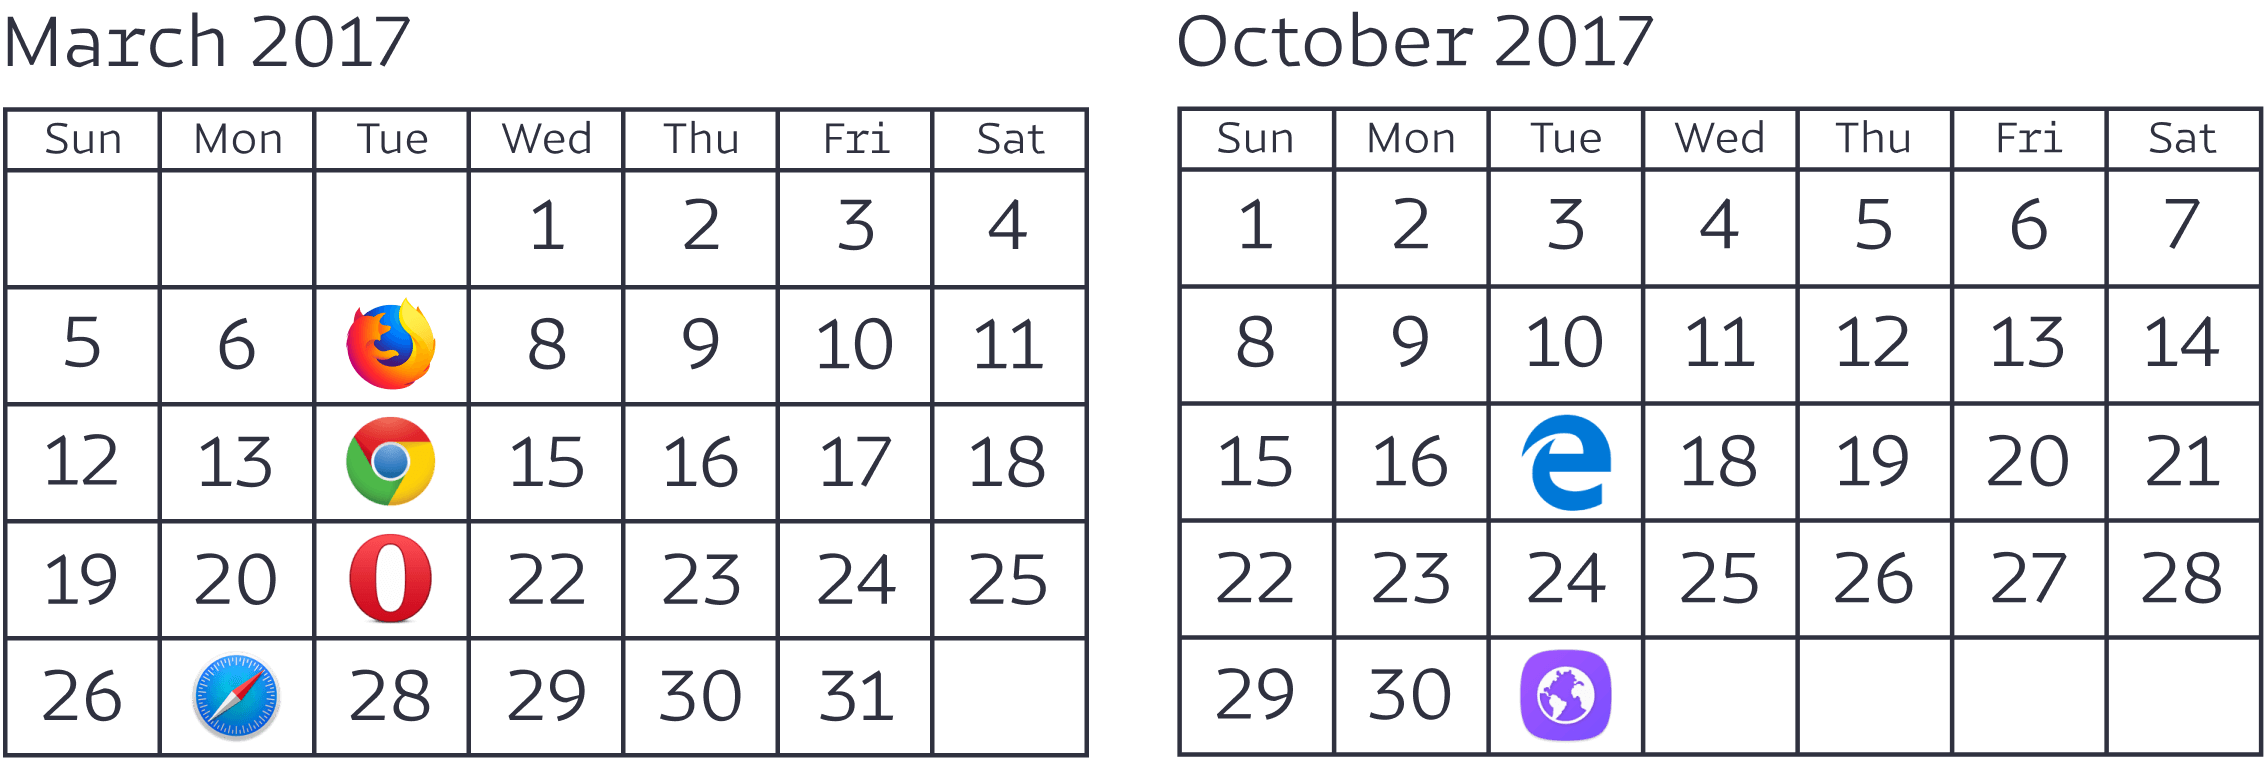 March 2017
Sun Mon Tue Wed Thu Fri Sat
1 2 3 4
5 6 8 9 10 11
12 13 15 16 17 18
19 20 22 23 24 25
26 28 29 30 31
October 2017
Sun Mon Tue Wed Thu Fri Sat
1 2 3 4 5 6 7
8 9 10 11 12 13 14
15 16 18 19 20 21
22 23 24 25 26 27 28
29 30